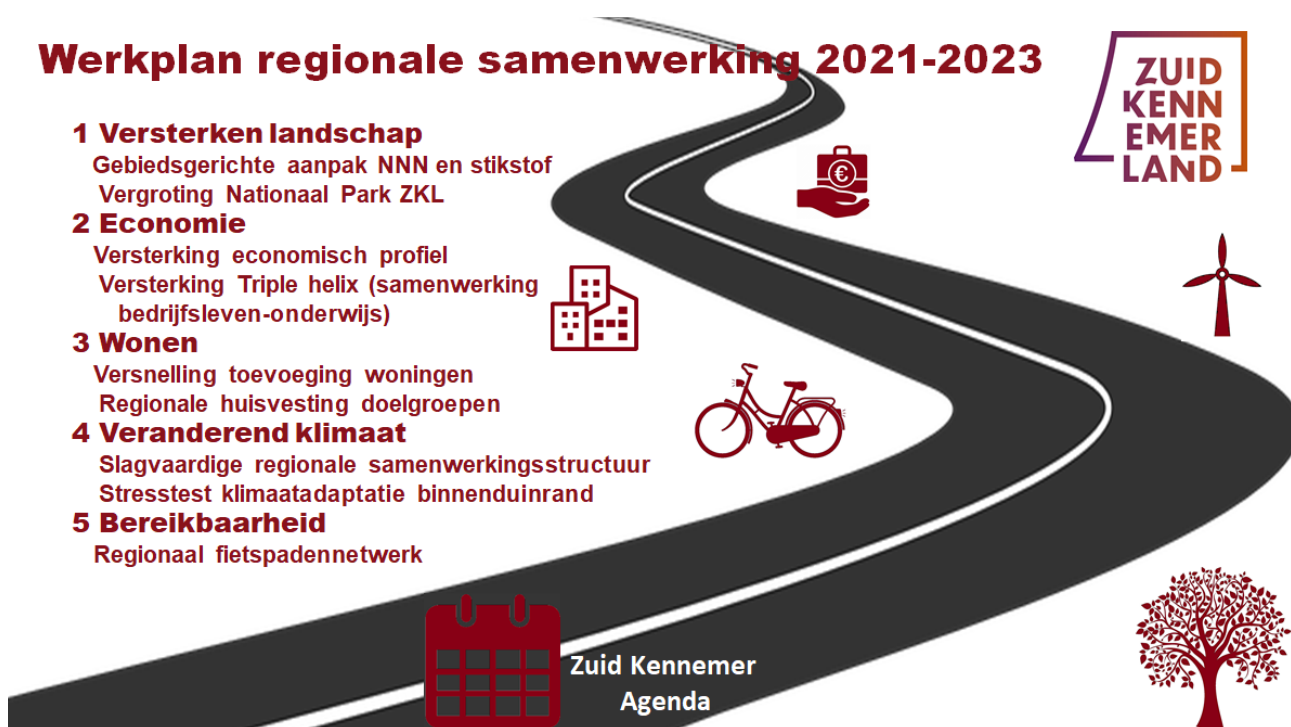 Werkplan regionale samenwerking 2021-2023
ZUID
KENN
EMER
LAND
1 Versterken landschap
Gebiedsgerichte aanpak NNN en stikstof
Vergroting Nationaal Park ZKL
2 Economie
Versterking economisch profiel
Versterking Triple helix (samenwerking
bedrijfsleven-onderwijs)
3 Wonen
Versnelling toevoeging woningen
Regionale huisvesting doelgroepen
4 Veranderend klimaat
Slagvaardige regionale samenwerkingsstructuur
Stresstest klimaatadaptatie binnenduinrand
5 Bereikbaarheid
Regionaal fietspadennetwerk
€
Zuid Kennemer
Agenda